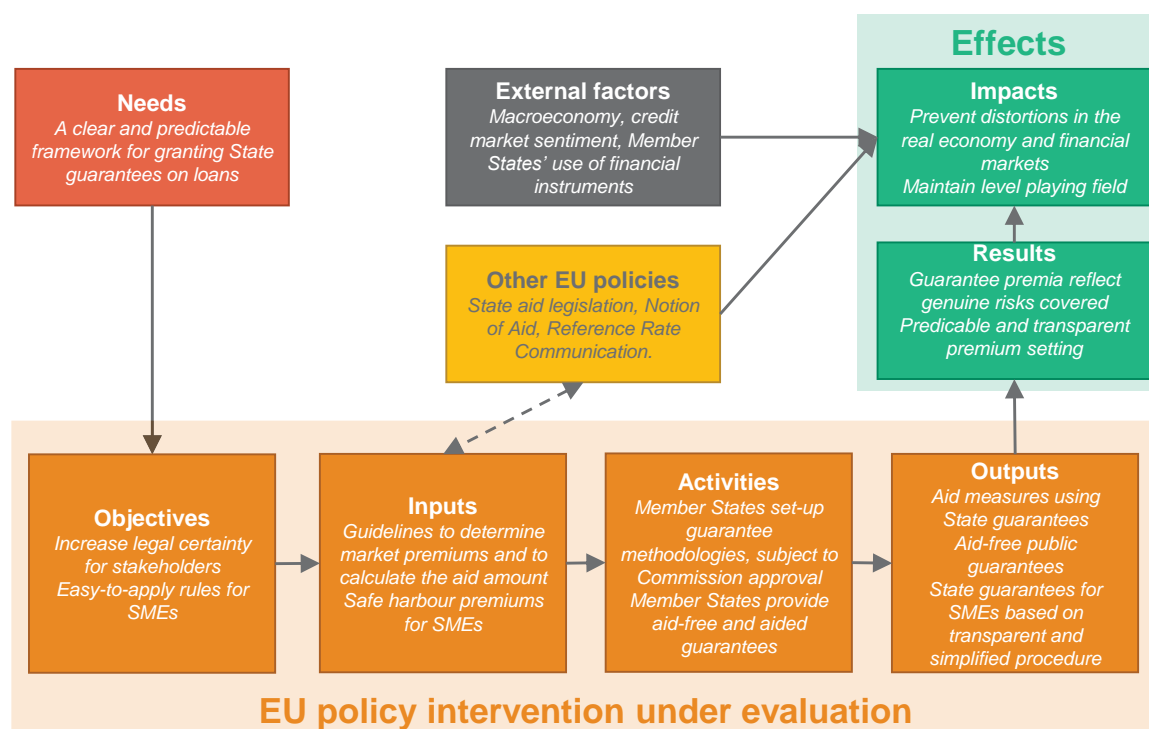 Effects
Needs
A clear and predictable
framework for granting State
guarantees on loans
External factors
Macroeconomy, credit
market sentiment, Member
States' use of financial
instruments
Impacts
Prevent distortions in the
real economy and financial
markets
Maintain level playing field
Other EU policies
State aid legislation, Notion
of Aid, Reference Rate
Communication.
Results
Guarantee premia reflect
genuine risks covered
Predicable and transparent
premium setting
Objectives
Increase legal certainty
for stakeholders
Easy-to-apply rules for
SMEs
Inputs
Guidelines to determine
market premiums and to
calculate the aid amount
Safe harbour premiums
for SMEs
Activities
Member States set-up
guarantee
methodologies, subject to
Commission approval
Member States provide
aid-free and aided
guarantees
Outputs
Aid measures using
State guarantees
Aid-free public
guarantees
State guarantees for
SMEs based on
transparent and
simplified procedure
EU policy intervention under evaluation